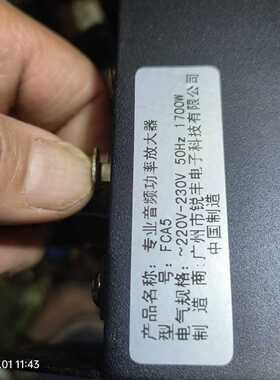 产品名称：专业音频功率放大器
型    号：FCA5
电气规格：~220V-230V 50Hz 1700W
制 造 商：广州市锐丰电子科技有限公司
中国制造
.01 11:43